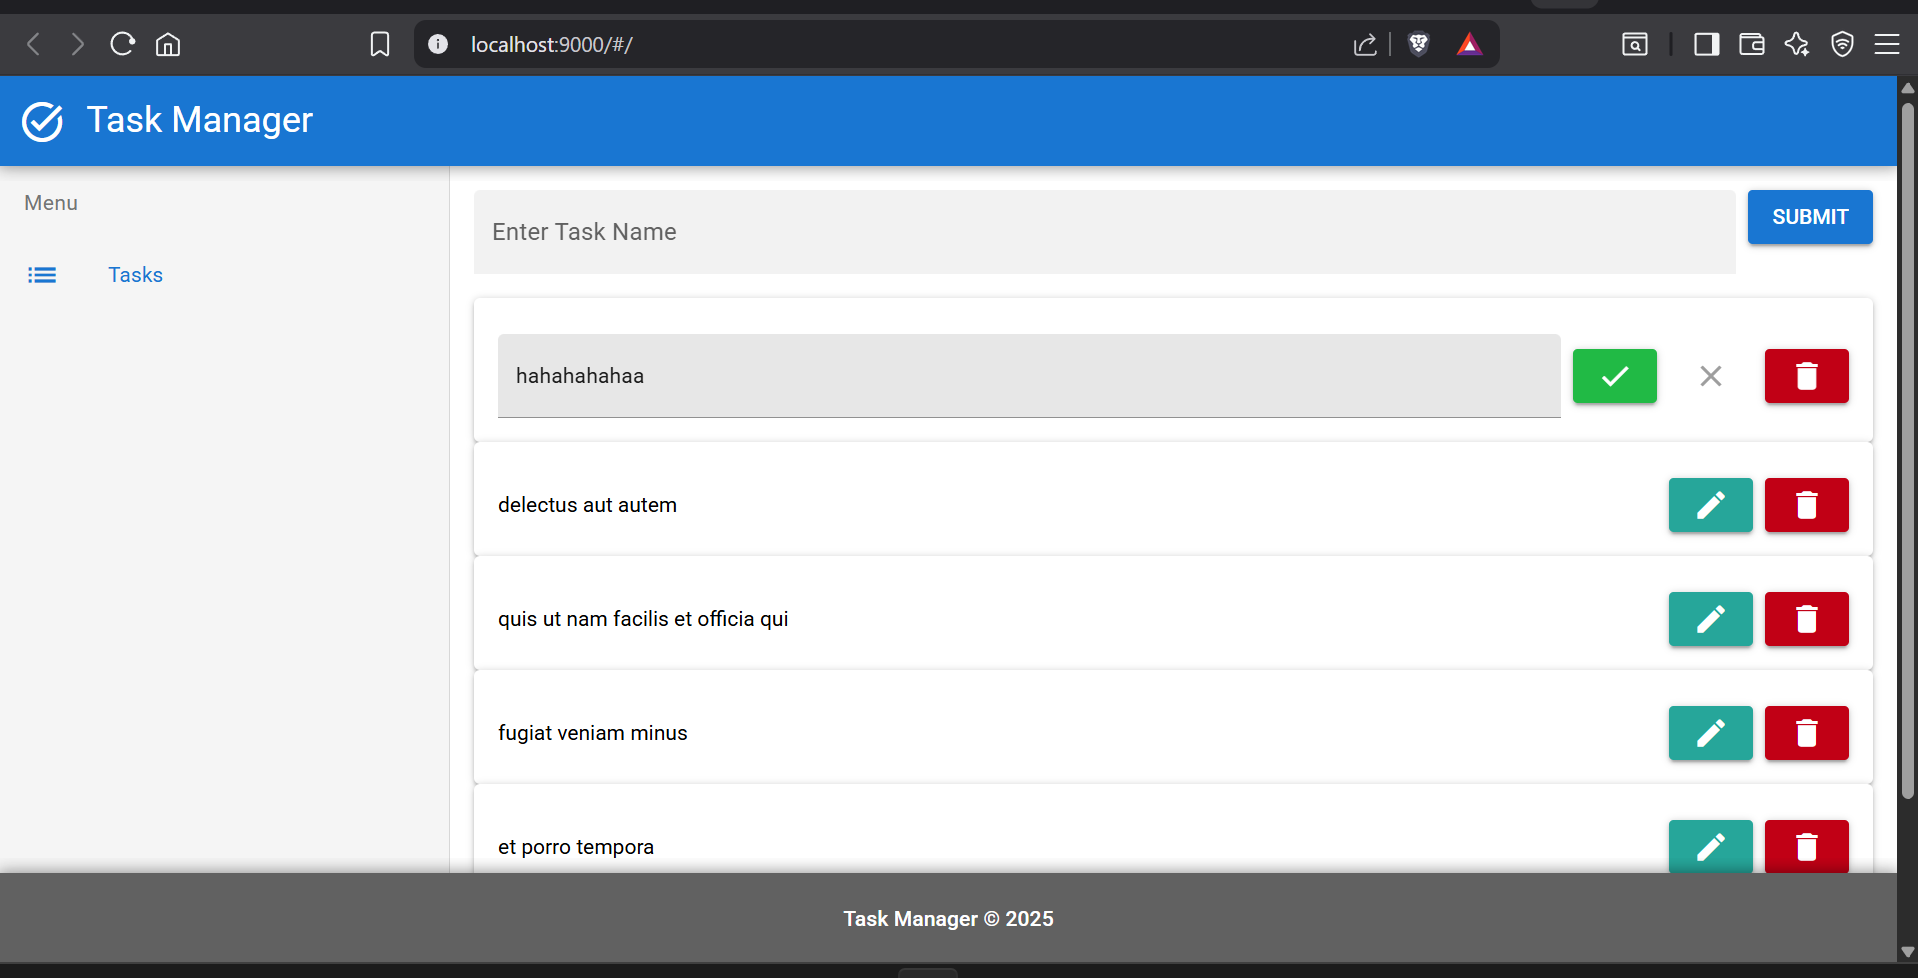 localhost:9000/#/
Task Manager
Menu
Tasks
Enter Task Name
SUBMIT
hahahahahaa
delectus aut autem
quis ut nam facilis et officia qui
fugiat veniam minus
et porro tempora
Task Manager © 2025